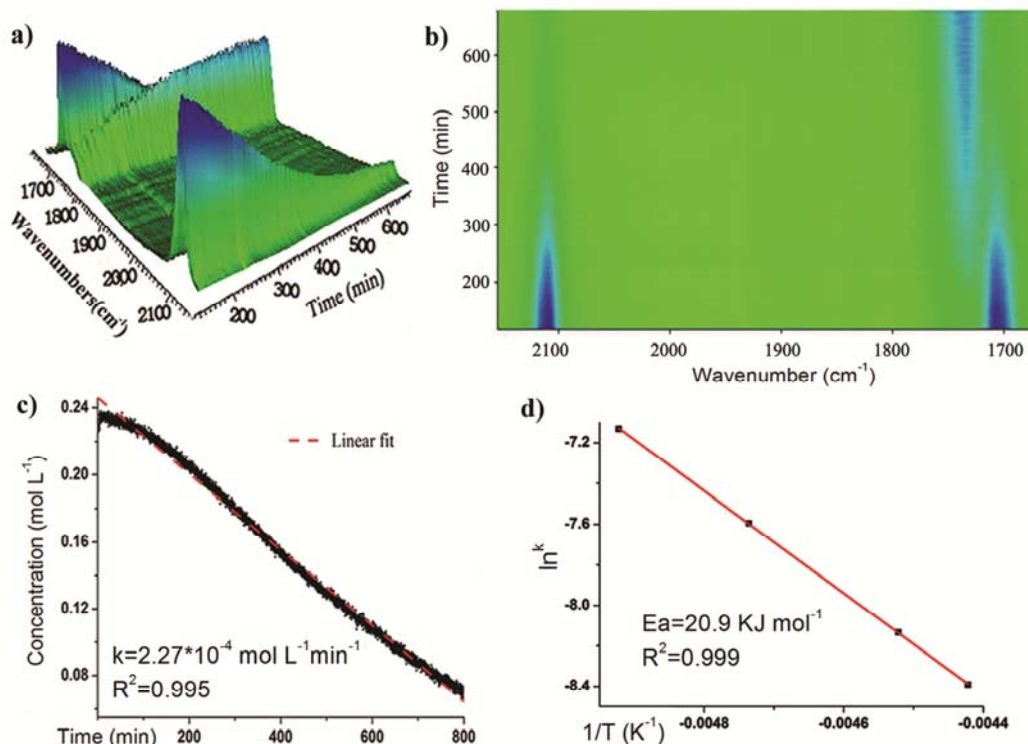 a)
1700
1800
1900
2300
2100
Wavenumbers(cm⁻¹)
200
300
400
500
600
Time (min)
b)
600
500
400
300
200
Time (min)
2100
2000
1900
1800
1700
Wavenumber (cm⁻¹)
c)
0.24
0.20
0.16
0.12
0.08
Concentration (mol L⁻¹)
Linear fit
k=2.27*10⁻⁴ mol L⁻¹min⁻¹
R²=0.995
Time (min)
200
400
600
800
d)
-7.2
-7.6
-8.0
-8.4
lnᵏ
Ea=20.9 KJ mol⁻¹
R²=0.999
1/T (K⁻¹)
-0.0048
-0.0046
-0.0044